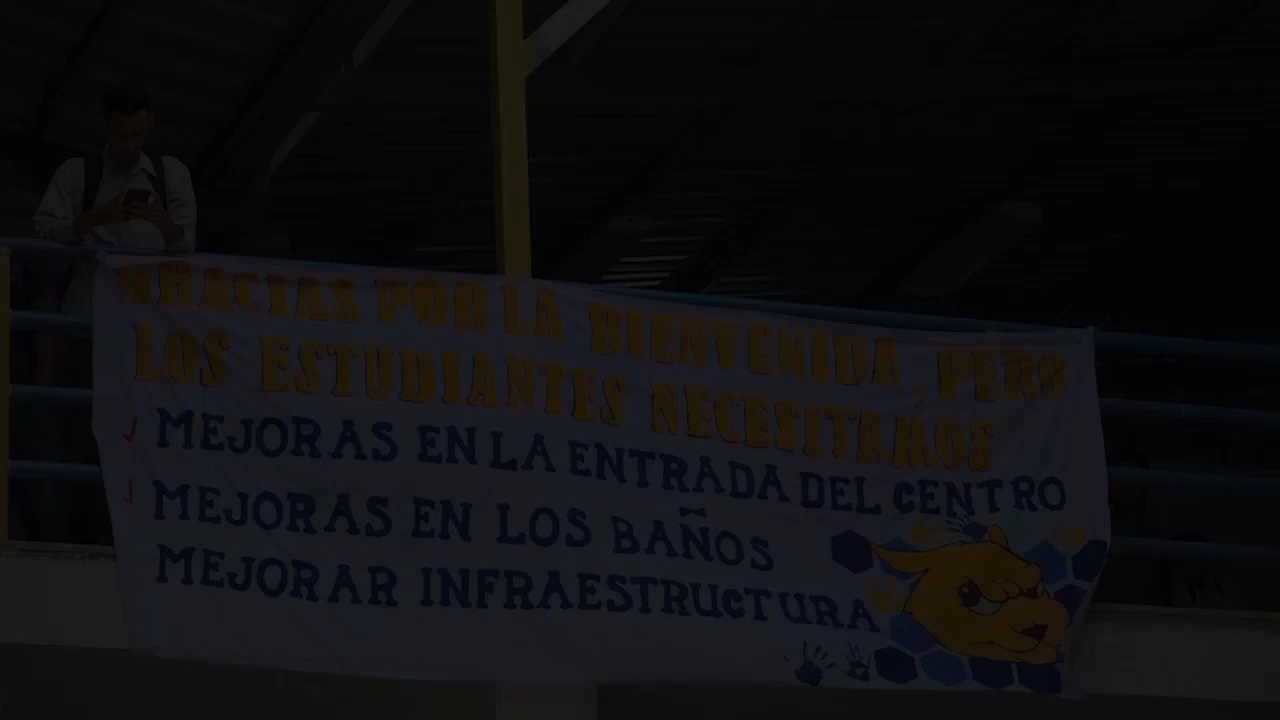 GRACIAS POR LA BIENVENIDA, PERO
LOS ESTUDIANTES NECESITAMOS
MEJORAS EN LA ENTRADA DEL CENTRO
MEJORAS EN LOS BAÑOS
MEJORAR INFRAESTRUCTURA